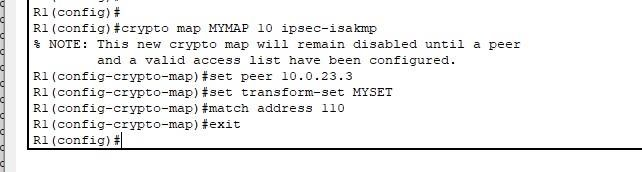 R1(config)#
R1(config)#crypto map MYMAP 10 ipsec-isakmp
% NOTE: This new crypto map will remain disabled until a peer
and a valid access list have been configured.
R1(config-crypto-map)#set peer 10.0.23.3
R1(config-crypto-map)#set transform-set MYSET
R1(config-crypto-map)#match address 110
R1(config-crypto-map)#exit
R1(config)#